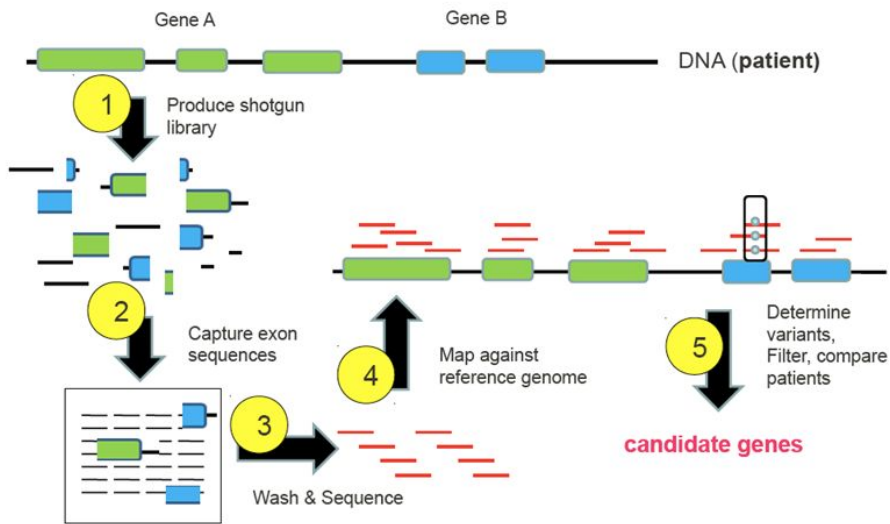 Gene A
Gene B
DNA (patient)
1
Produce shotgun
library
2
Capture exon
sequences
3
Wash & Sequence
4
Map against
reference genome
5
Determine
variants,
Filter, compare
patients
candidate genes